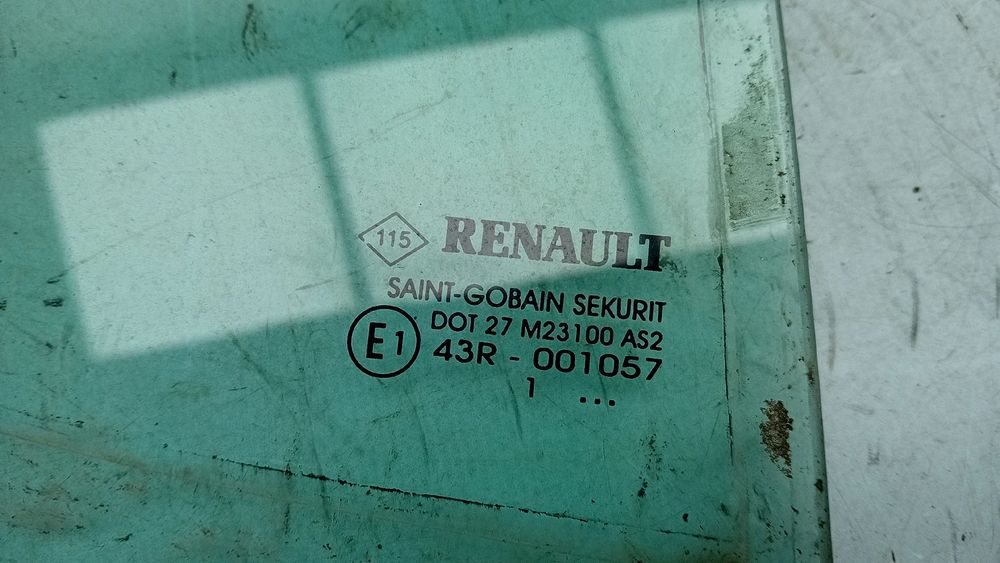 115 RENAULT
SAINT-GOBAIN SEKURIT
DOT 27 M23100 AS2
E1 43R - 001057
1 ...